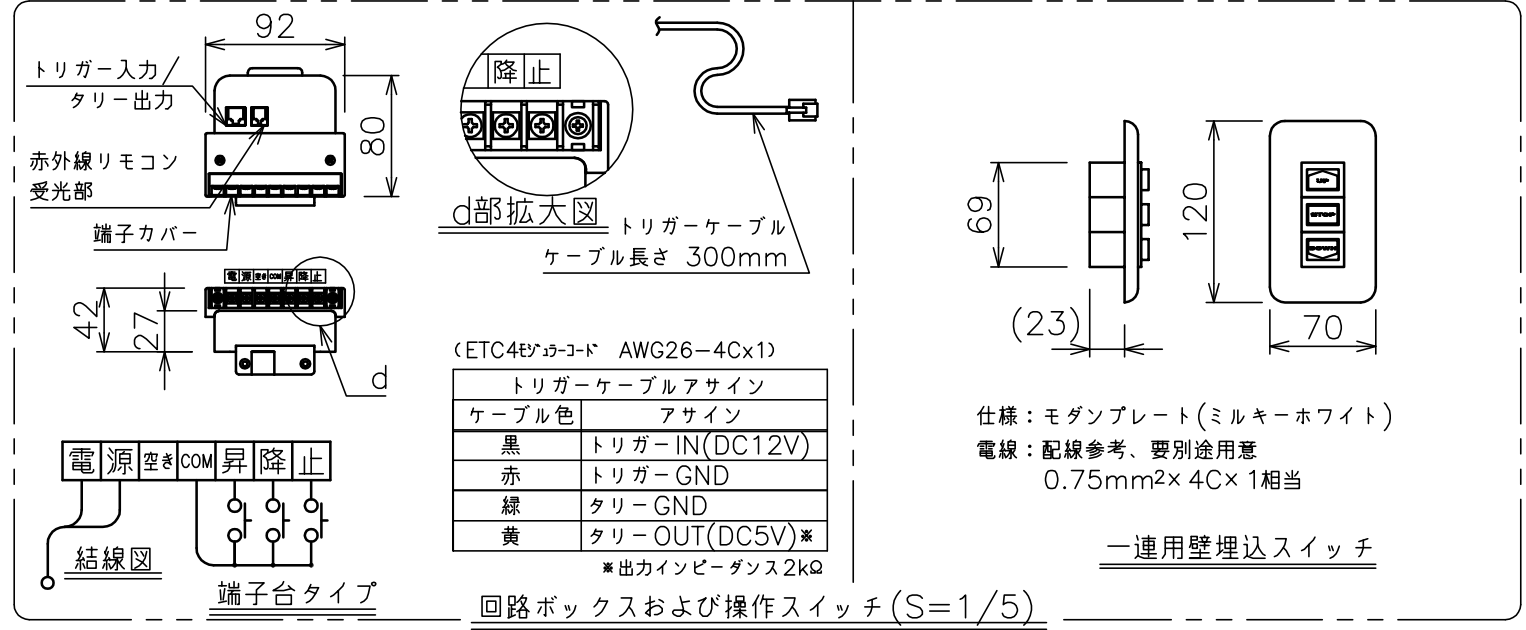 92
トリガー入力/
タリー出力
80
赤外線リモコン
受光部
端子カバー
電源空きCOM昇降止
42
27
d
電源空きCOM昇降止
結線図
端子台タイプ
降止
d部拡大図
トリガーケーブル
ケーブル長さ 300mm
(ETC4モジュラーコード AWG26-4Cx1)
トリガーケーブルアサイン
ケーブル色 アサイン
黒 トリガーIN(DC12V)
赤 トリガーGND
緑 タリーGND
黄 タリーOUT(DC5V)※
※出力インピーダンス2kΩ
69
(23)
120
70
UP
STOP
DOWN
仕様：モダンプレート(ミルキーホワイト)
電線：配線参考、要別途用意
0.75mm²×4C×1相当
一連用壁埋込スイッチ
回路ボックスおよび操作スイッチ(S=1/5)